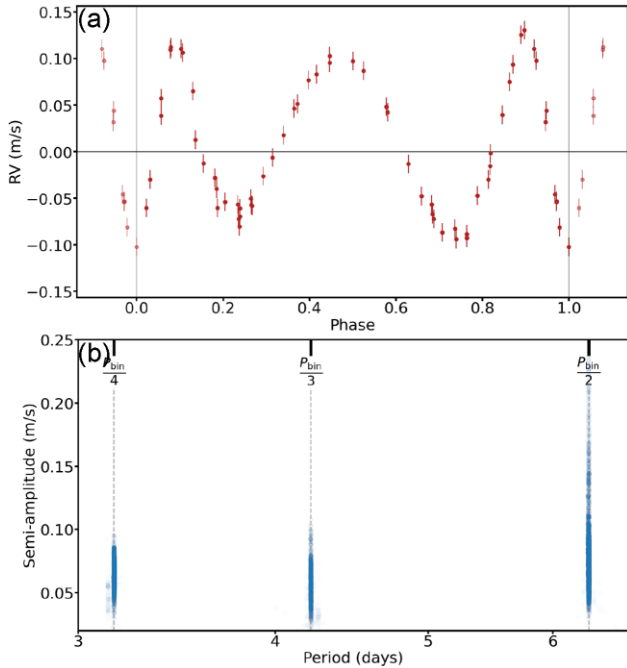 (a)
0.15
0.10
0.05
0.00
−0.05
−0.10
−0.15
RV (m/s)
0.0 0.2 0.4 0.6 0.8 1.0
Phase
(b)
0.25
0.20
0.15
0.10
0.05
Semi-amplitude (m/s)
P_bin/4 P_bin/3 P_bin/2
3 4 5 6
Period (days)